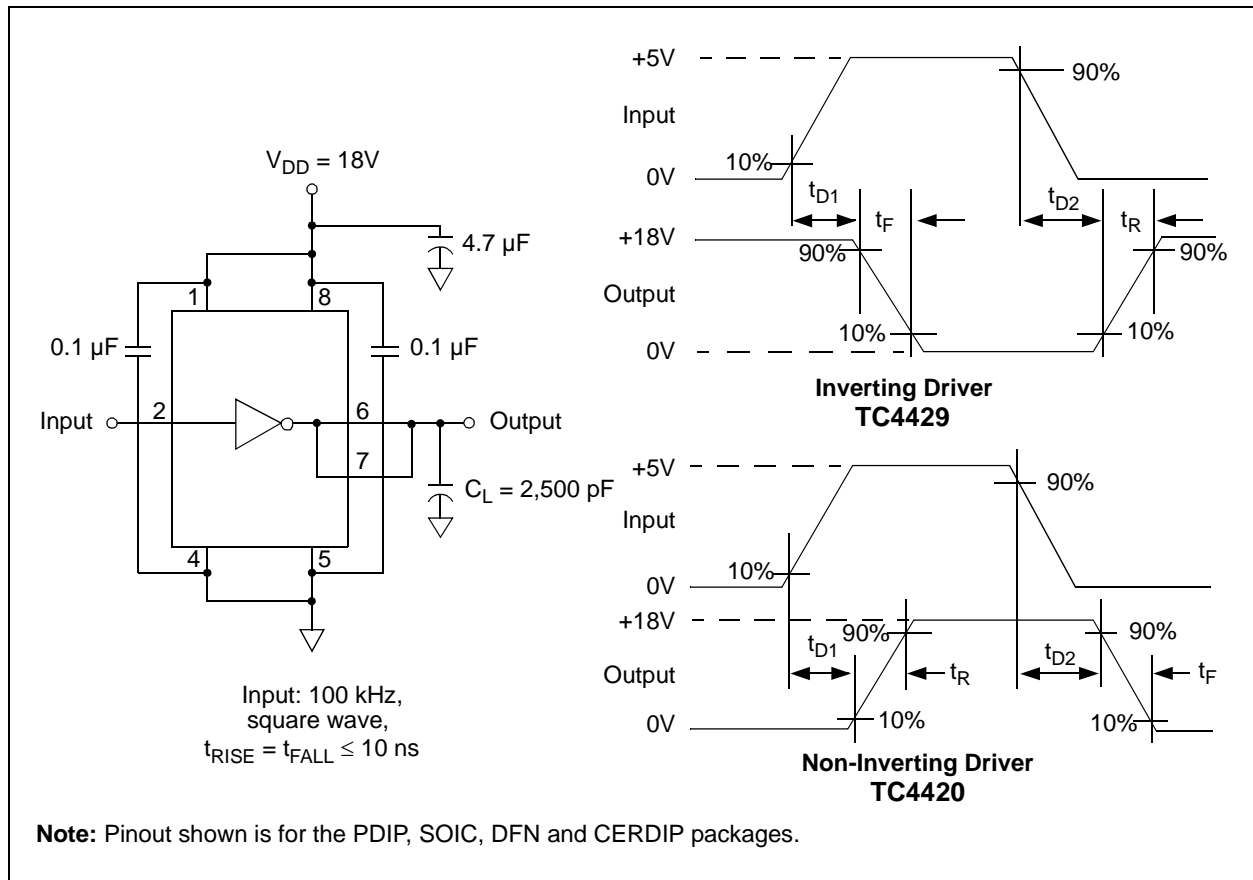 V_DD = 18V
4.7 µF
1
8
0.1 µF
0.1 µF
Input
2
6
Output
7
C_L = 2,500 pF
4
5
Input: 100 kHz,
square wave,
t_RISE = t_FALL ≤ 10 ns
+5V
90%
Input
10%
0V
t_D1
t_F
t_D2
t_R
+18V
90%
90%
Output
10%
10%
0V
Inverting Driver
TC4429
+5V
90%
Input
10%
0V
+18V
90%
90%
t_D1
t_R
t_D2
t_F
Output
0V
10%
10%
Non-Inverting Driver
TC4420
Note: Pinout shown is for the PDIP, SOIC, DFN and CERDIP packages.